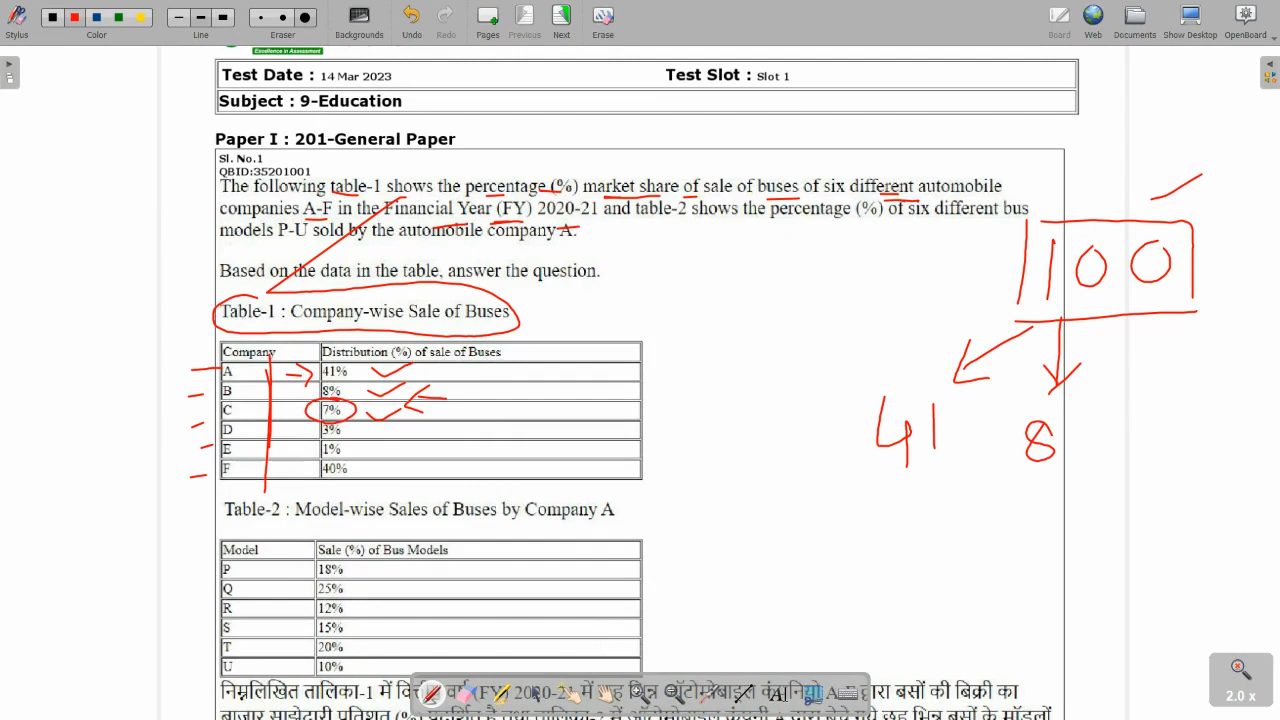 Stylus
Color
Line
Eraser
Backgrounds
Undo
Redo
Pages
Previous
Next
Erase
Board
Web
Documents
Show Desktop
OpenBoard
Excellence in Assessment
Test Date : 14 Mar 2023 Test Slot : Slot 1
Subject : 9-Education
Paper I : 201-General Paper
Sl. No.1
QBID:35201001
The following table-1 shows the percentage (%) market share of sale of buses of six different automobile
companies A-F in the Financial Year (FY) 2020-21 and table-2 shows the percentage (%) of six different bus
models P-U sold by the automobile company A.
Based on the data in the table, answer the question.
Table-1 : Company-wise Sale of Buses
Company Distribution (%) of sale of Buses
A 41%
B 8%
C 7%
D 3%
E 1%
F 40%
100
41 8
Table-2 : Model-wise Sales of Buses by Company A
Model Sale (%) of Bus Models
P 18%
Q 25%
R 12%
S 15%
T 20%
U 10%
निम्नलिखित तालिका-1 में (FY) 2020-21 में द्वारा बसों की बिक्री का
2.0 x